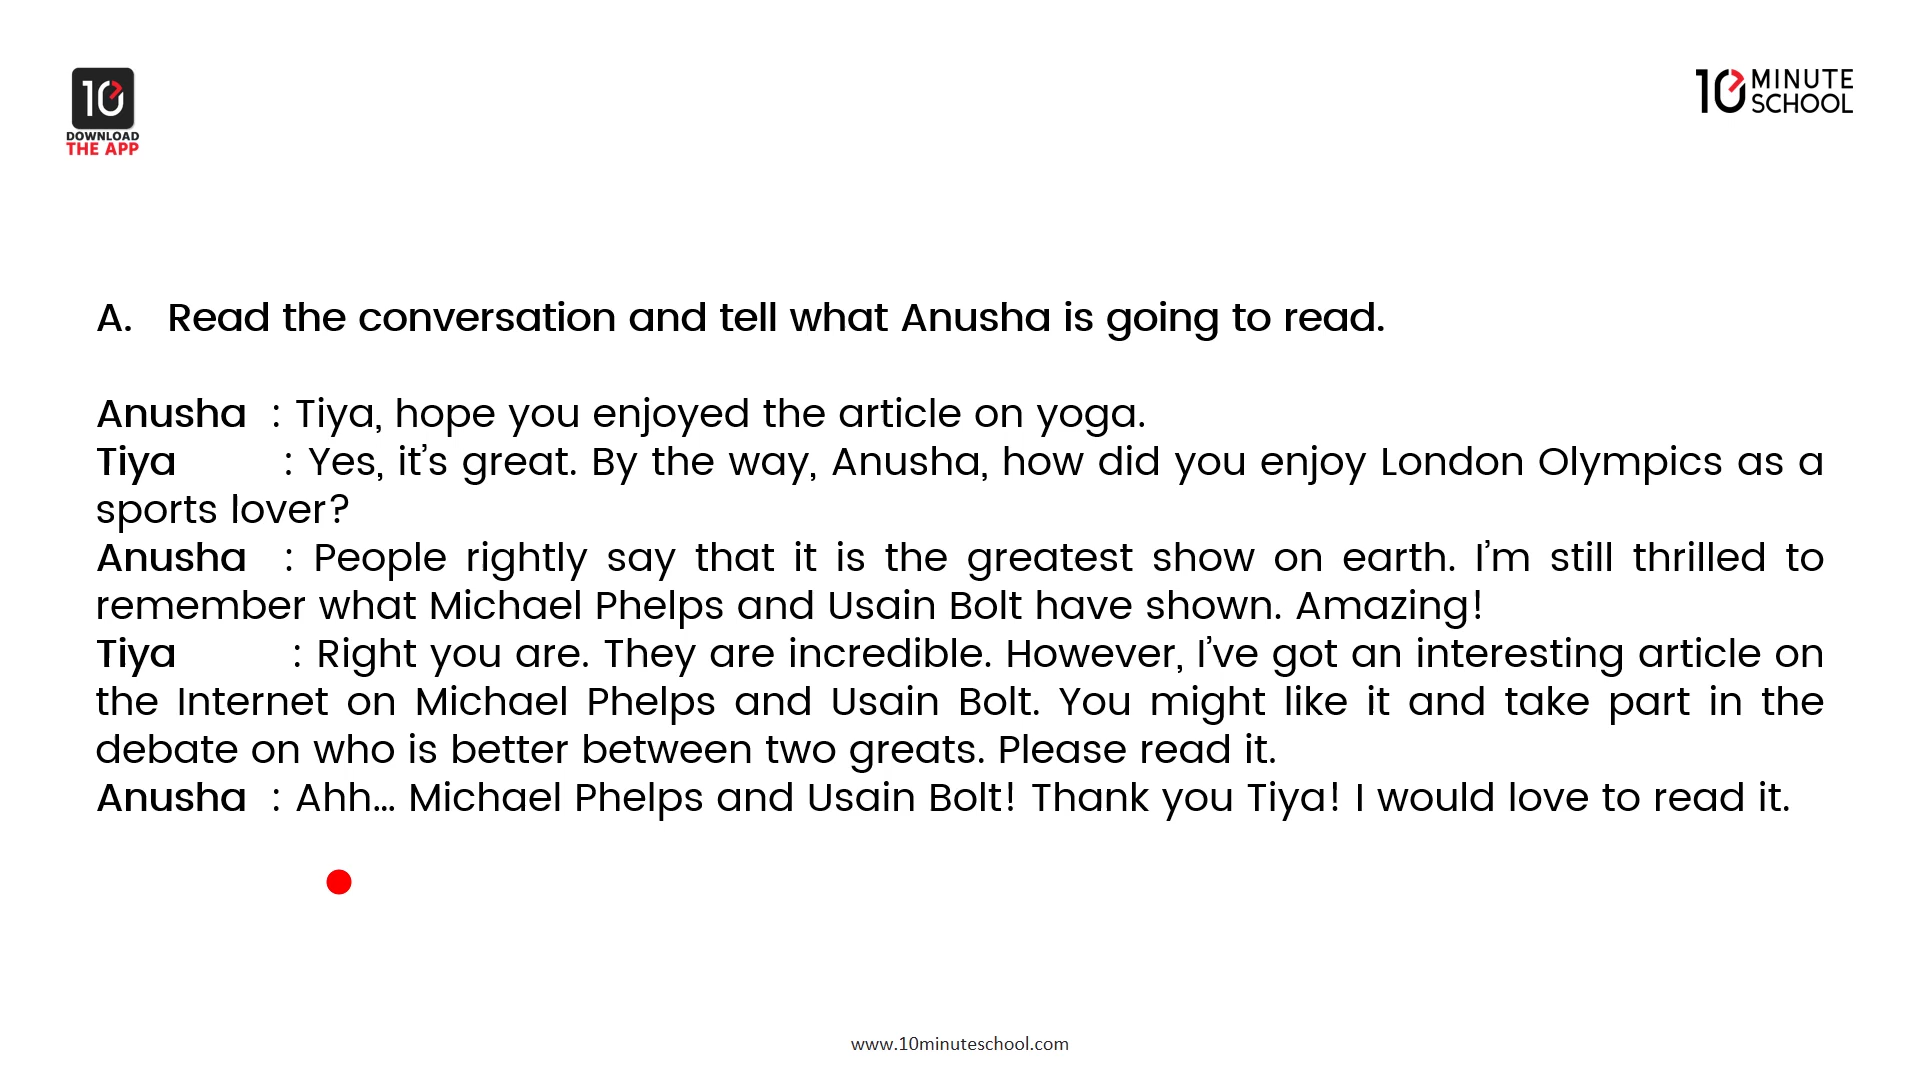 10
DOWNLOAD
THE APP
10 MINUTE
SCHOOL
A. Read the conversation and tell what Anusha is going to read.
Anusha : Tiya, hope you enjoyed the article on yoga.
Tiya : Yes, it’s great. By the way, Anusha, how did you enjoy London Olympics as a
sports lover?
Anusha : People rightly say that it is the greatest show on earth. I’m still thrilled to
remember what Michael Phelps and Usain Bolt have shown. Amazing!
Tiya : Right you are. They are incredible. However, I’ve got an interesting article on
the Internet on Michael Phelps and Usain Bolt. You might like it and take part in the
debate on who is better between two greats. Please read it.
Anusha : Ahh… Michael Phelps and Usain Bolt! Thank you Tiya! I would love to read it.
www.10minuteschool.com